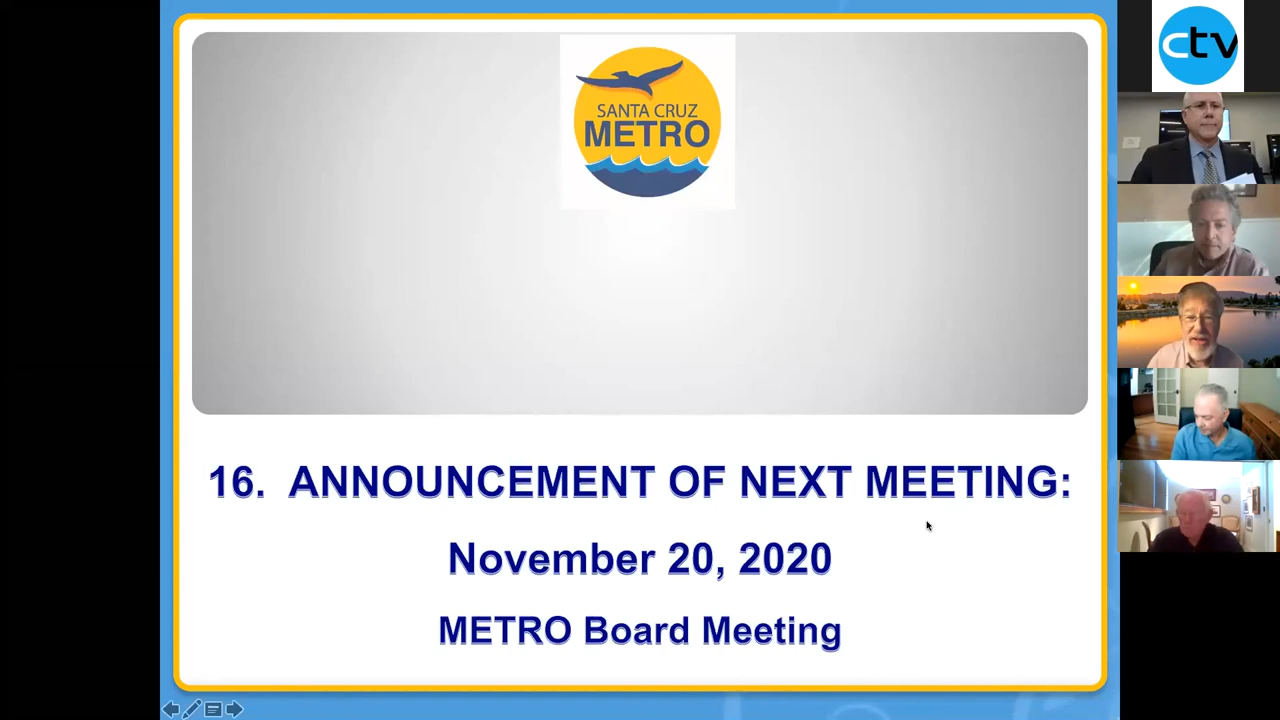 SANTA CRUZ
METRO
16. ANNOUNCEMENT OF NEXT MEETING:
November 20, 2020
METRO Board Meeting
ctv